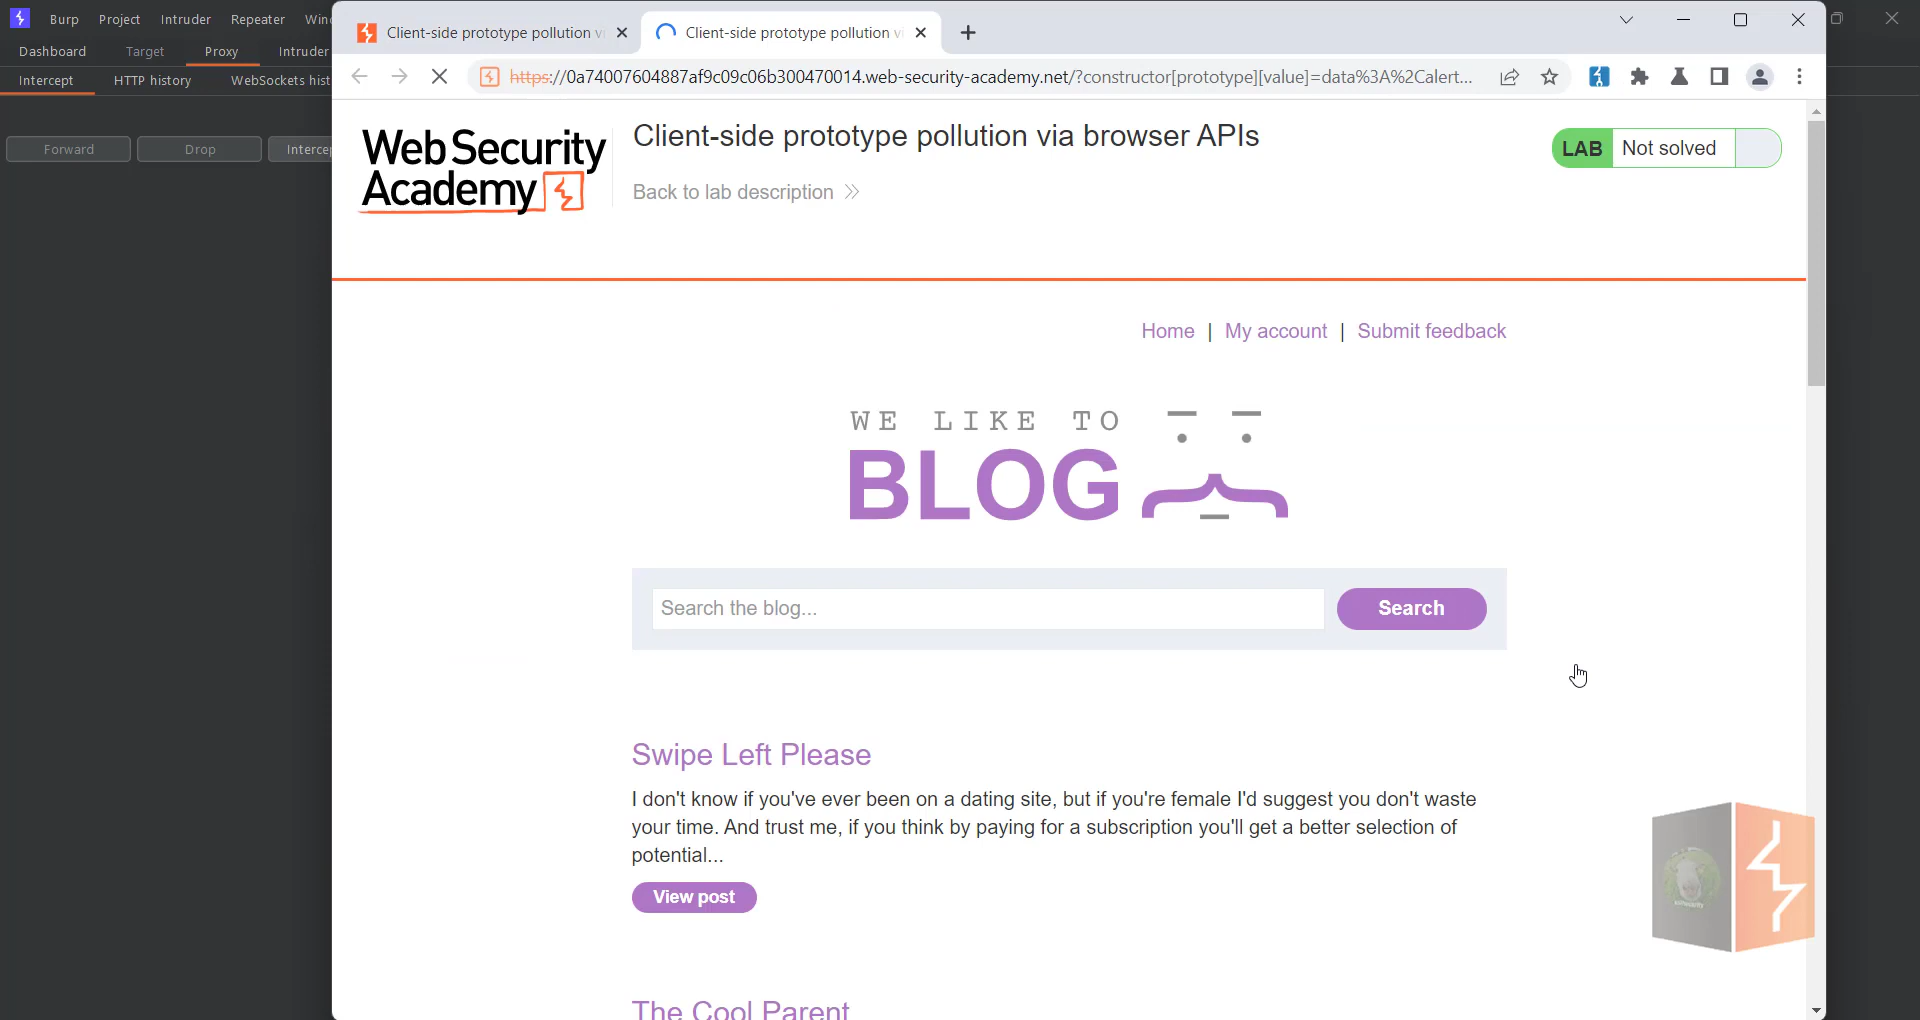 Burp Project Intruder Repeater
Dashboard Target Proxy Intruder
Intercept HTTP history WebSockets hist
Forward Drop Interce
Client-side prototype pollution v Client-side prototype pollution v
https://0a74007604887af9c09c06b300470014.web-security-academy.net/?constructor[prototype][value]=data%3A%2Calert...
Web Security
Academy
Client-side prototype pollution via browser APIs
Back to lab description
LAB Not solved
Home | My account | Submit feedback
WE LIKE TO
BLOG
Search the blog...
Search
Swipe Left Please
I don't know if you've ever been on a dating site, but if you're female I'd suggest you don't waste
your time. And trust me, if you think by paying for a subscription you'll get a better selection of
potential...
View post
The Cool Parent